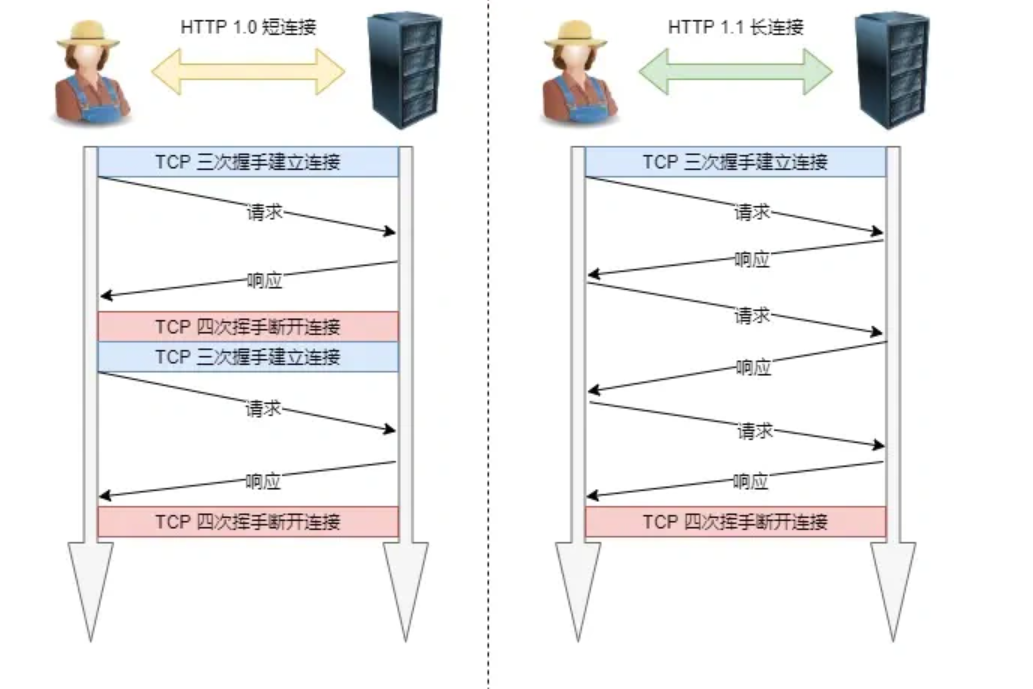 HTTP 1.0 短连接
TCP 三次握手建立连接
请求
响应
TCP 四次挥手断开连接
TCP 三次握手建立连接
请求
响应
TCP 四次挥手断开连接
HTTP 1.1 长连接
TCP 三次握手建立连接
请求
响应
请求
响应
请求
响应
TCP 四次挥手断开连接